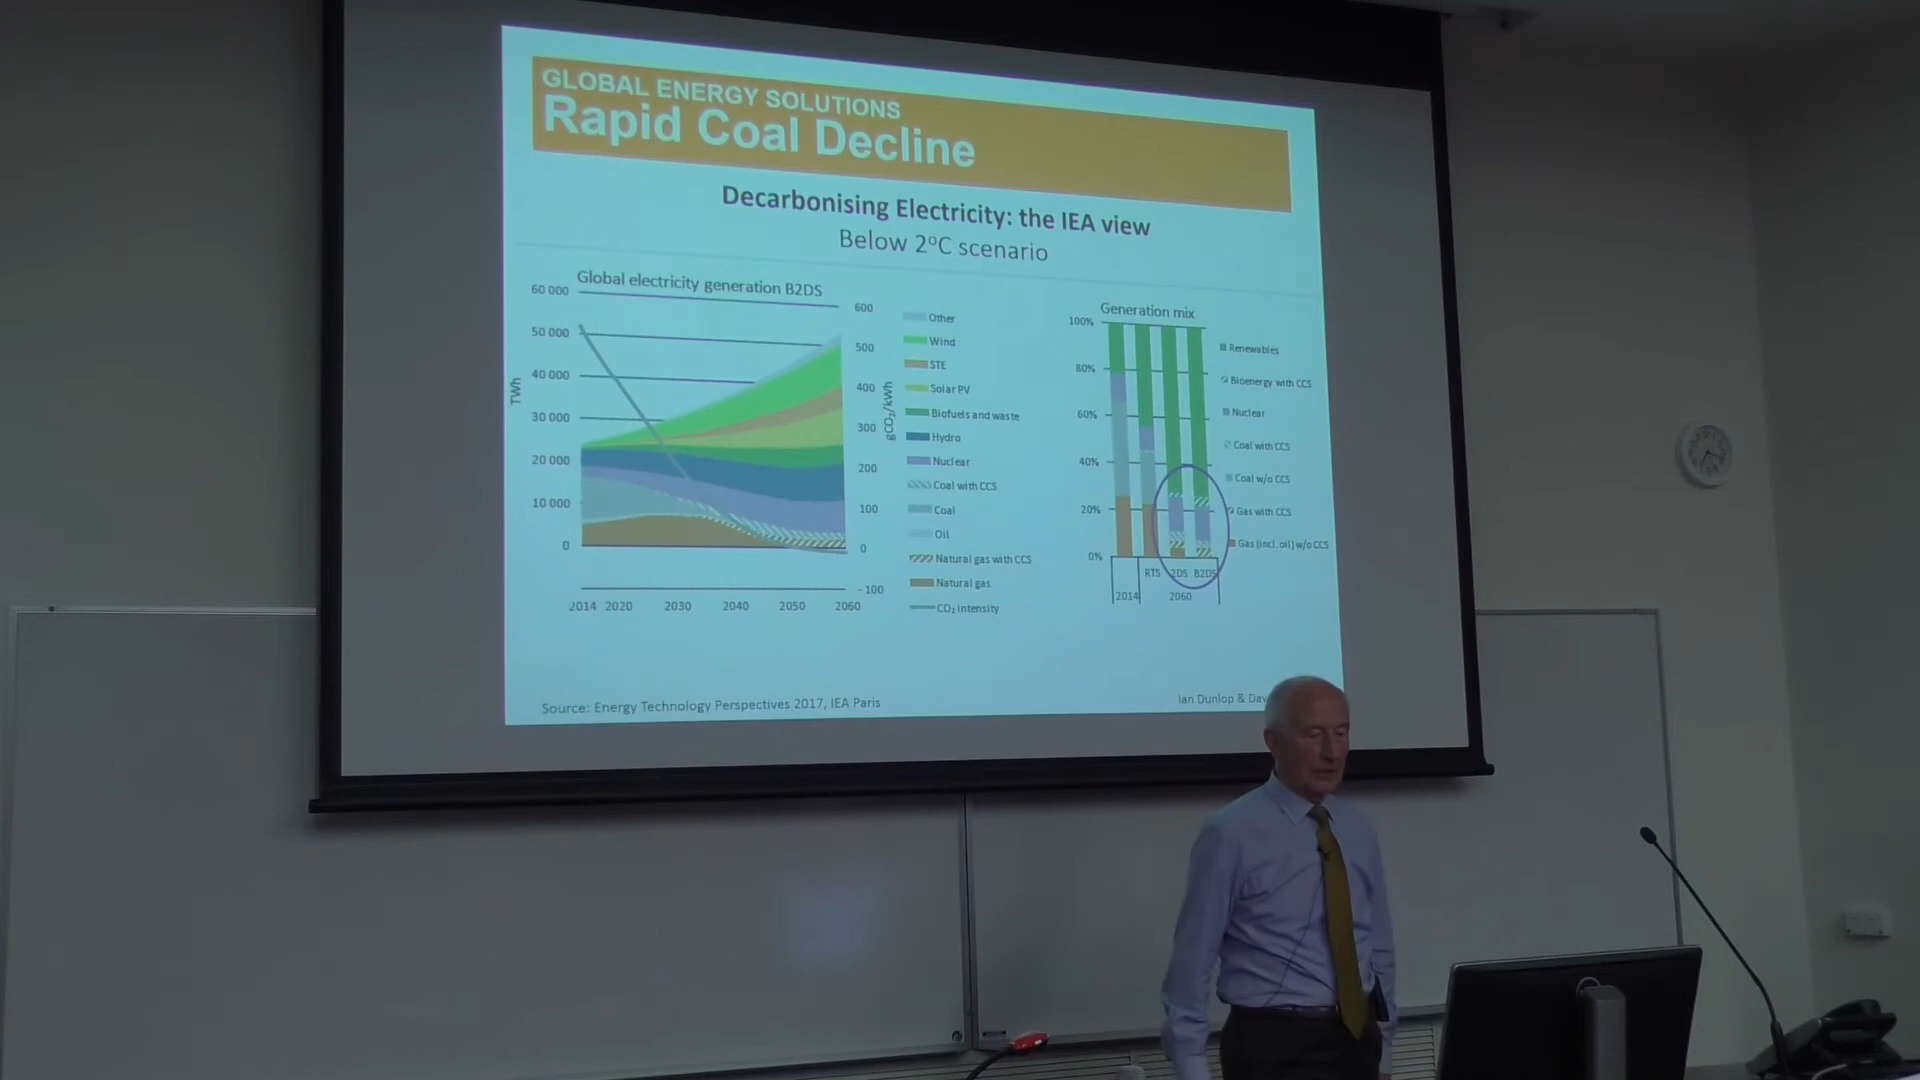 GLOBAL ENERGY SOLUTIONS
Rapid Coal Decline
Decarbonising Electricity: the IEA view
Below 2°C scenario
Global electricity generation B2DS
60 000
50 000
40 000
30 000
20 000
10 000
0
TWh
600
500
400
300
200
100
0
- 100
gCO₂/kWh
2014 2020 2030 2040 2050 2060
Other
Wind
STE
Solar PV
Biofuels and waste
Hydro
Nuclear
Coal with CCS
Coal
Oil
Natural gas with CCS
Natural gas
CO₂ intensity
Generation mix
100%
80%
60%
40%
20%
0%
RTS 2DS B2DS
2014 2060
Renewables
Bioenergy with CCS
Nuclear
Coal with CCS
Coal w/o CCS
Gas with CCS
Gas (incl. oil) w/o CCS
Source: Energy Technology Perspectives 2017, IEA Paris
Ian Dunlop &